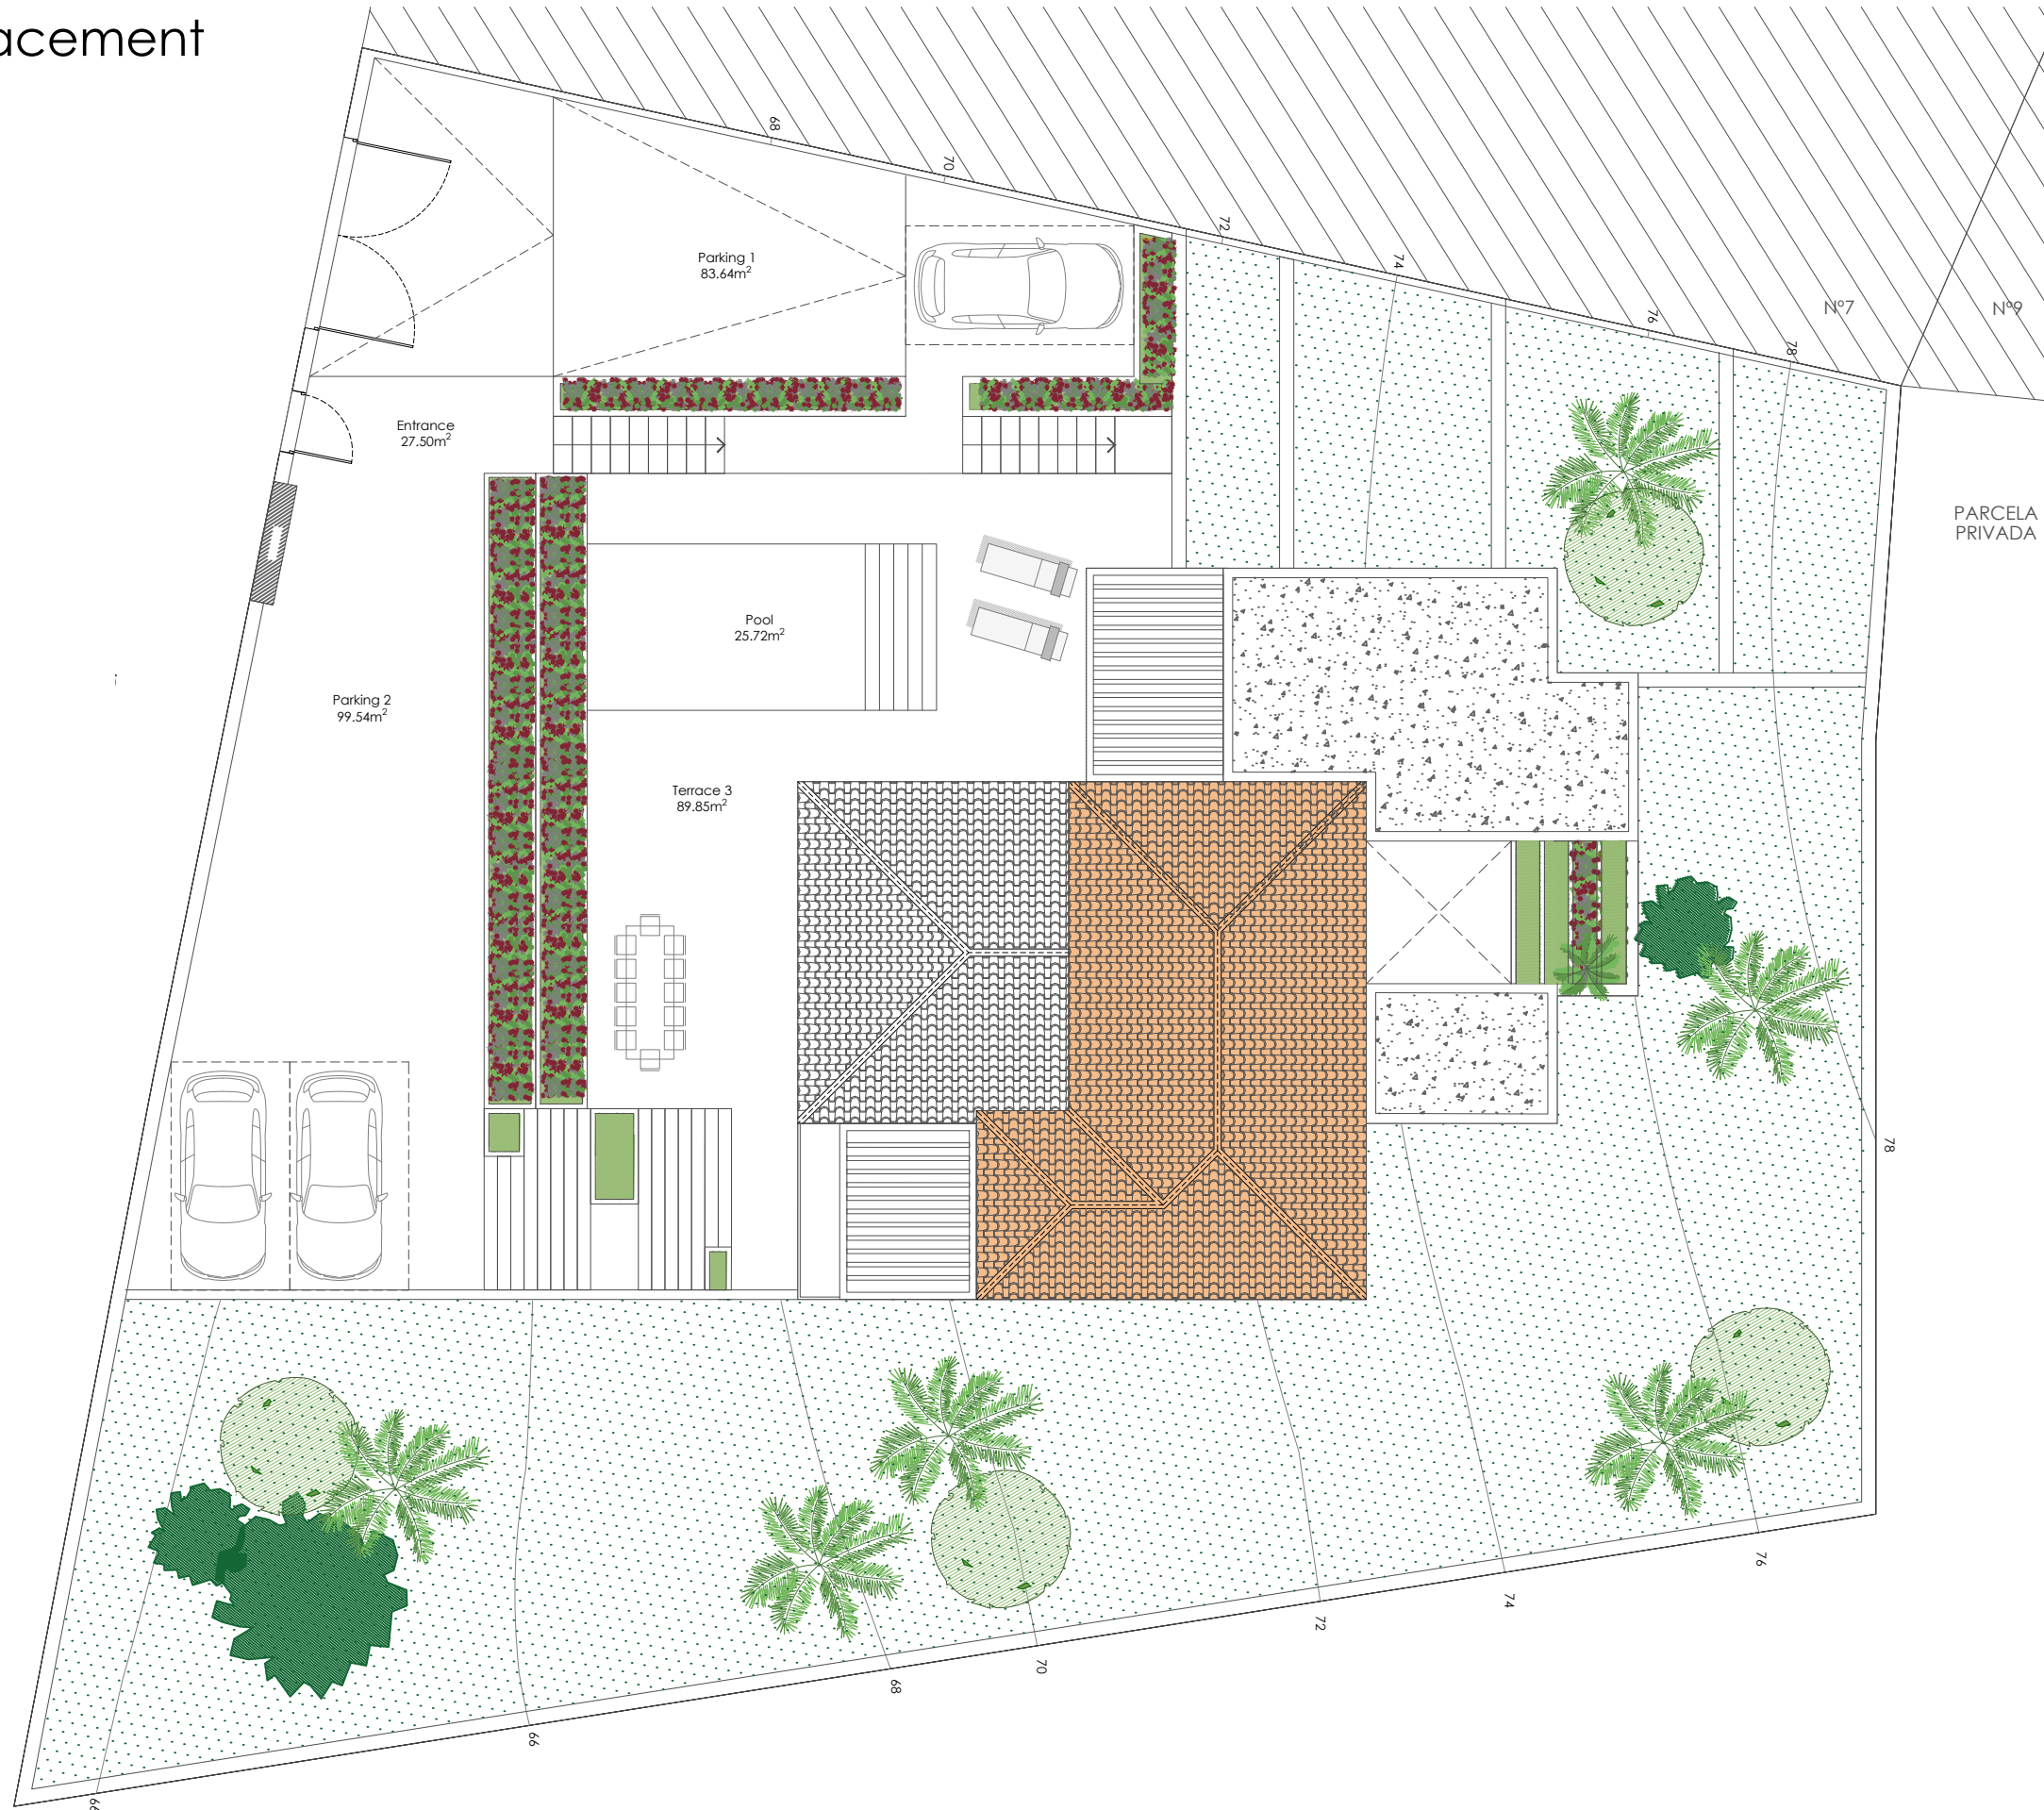 acement
68
70
72
74
76
78
Nº7
Nº9
Parking 1
83.64m²
Entrance
27.50m²
PARCELA
PRIVADA
Pool
25.72m²
Parking 2
99.54m²
Terrace 3
89.85m²
78
76
74
72
70
68
66
66